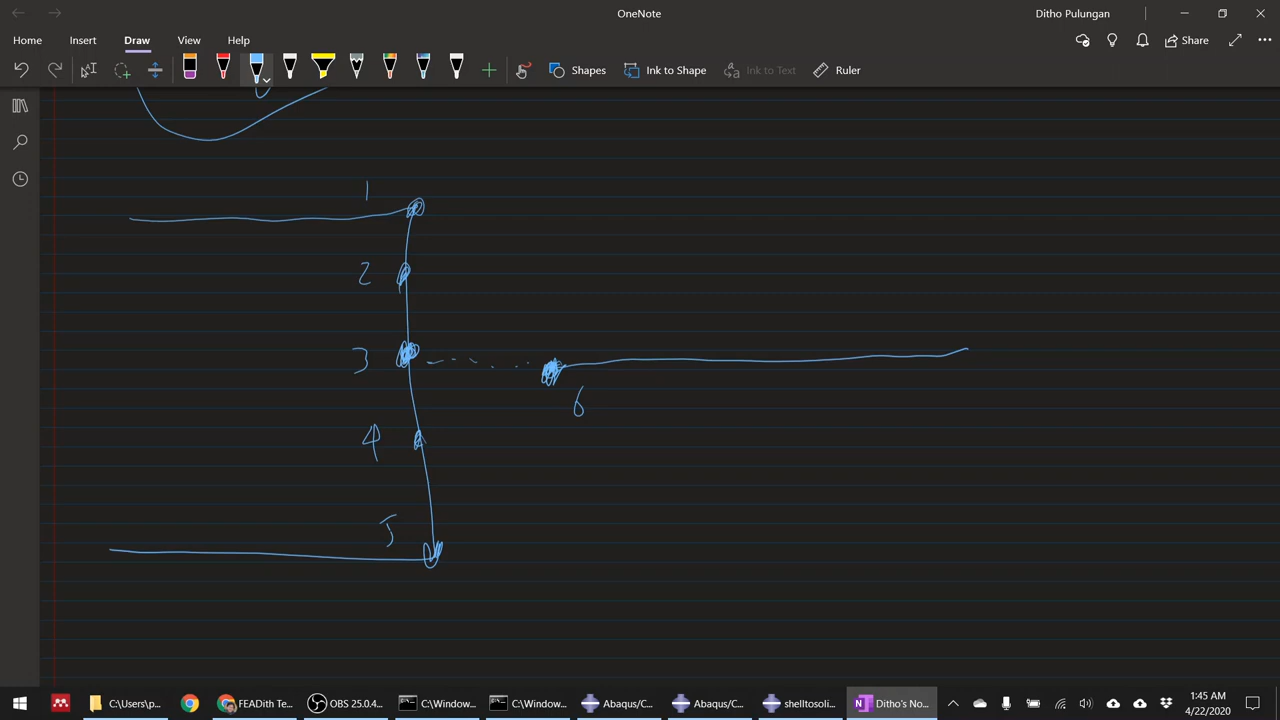 OneNote
Ditho Pulungan
Home
Insert
Draw
View
Help
Share
Shapes
Ink to Shape
Ink to Text
Ruler
1
2
3
6
4
5
C:\Users\p...
FEADith Te...
OBS 25.0.4...
C:\Window...
C:\Window...
Abaqus/C...
Abaqus/C...
shelltosoli...
Ditho's No...
1:45 AM
4/22/2020